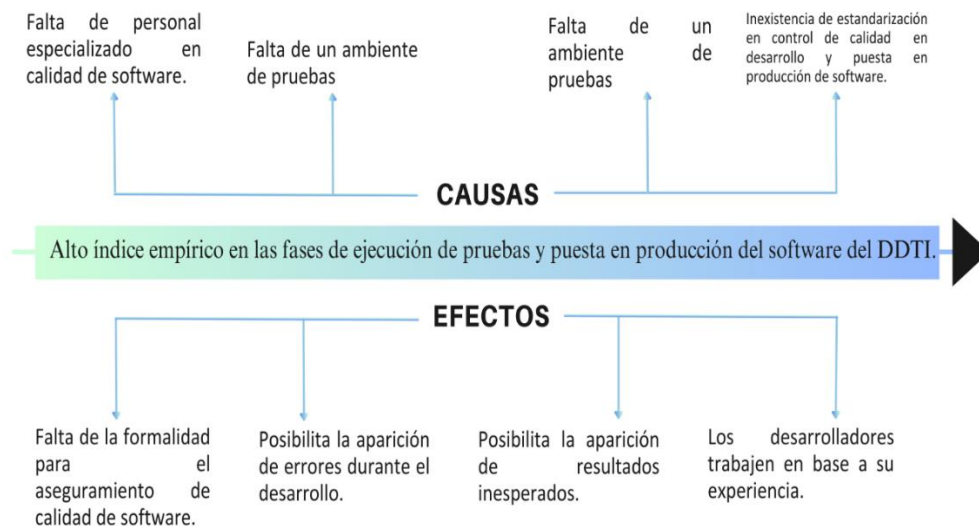 Falta de personal
especializado en
calidad de software.
Falta de un ambiente
de pruebas
Falta de un
ambiente de
pruebas
Inexistencia de estandarización
en control de calidad en
desarrollo y puesta en
producción de software.
CAUSAS
Alto índice empírico en las fases de ejecución de pruebas y puesta en producción del software del DDTI.
EFECTOS
Falta de la formalidad
para el
aseguramiento de
calidad de software.
Posibilita la aparición
de errores durante el
desarrollo.
Posibilita la aparición
de resultados
inesperados.
Los desarrolladores
trabajen en base a su
experiencia.